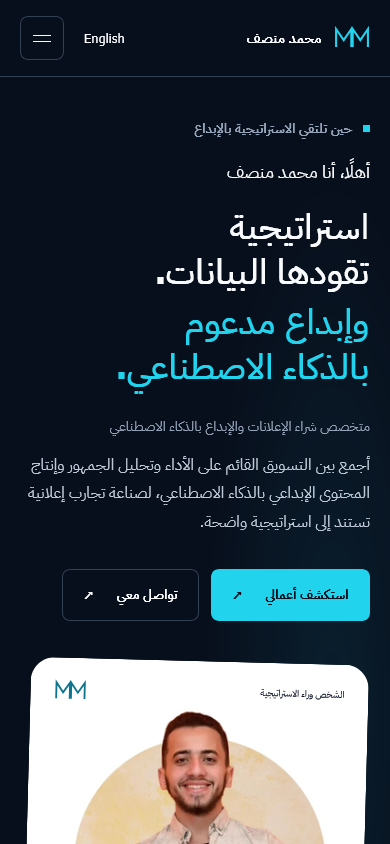 محمد منصف
English
حين تلتقي الاستراتيجية بالإبداع
أهلًا، أنا محمد منصف
استراتيجية
تقودها البيانات.
وإبداع مدعوم
بالذكاء الاصطناعي.
متخصص شراء الإعلانات والإبداع بالذكاء الاصطناعي
أجمع بين التسويق القائم على الأداء وتحليل الجمهور وإنتاج
المحتوى الإبداعي بالذكاء الاصطناعي، لصناعة تجارب إعلانية
تستند إلى استراتيجية واضحة.
استكشف أعمالي ↗
تواصل معي ↗
الشخص وراء الاستراتيجية